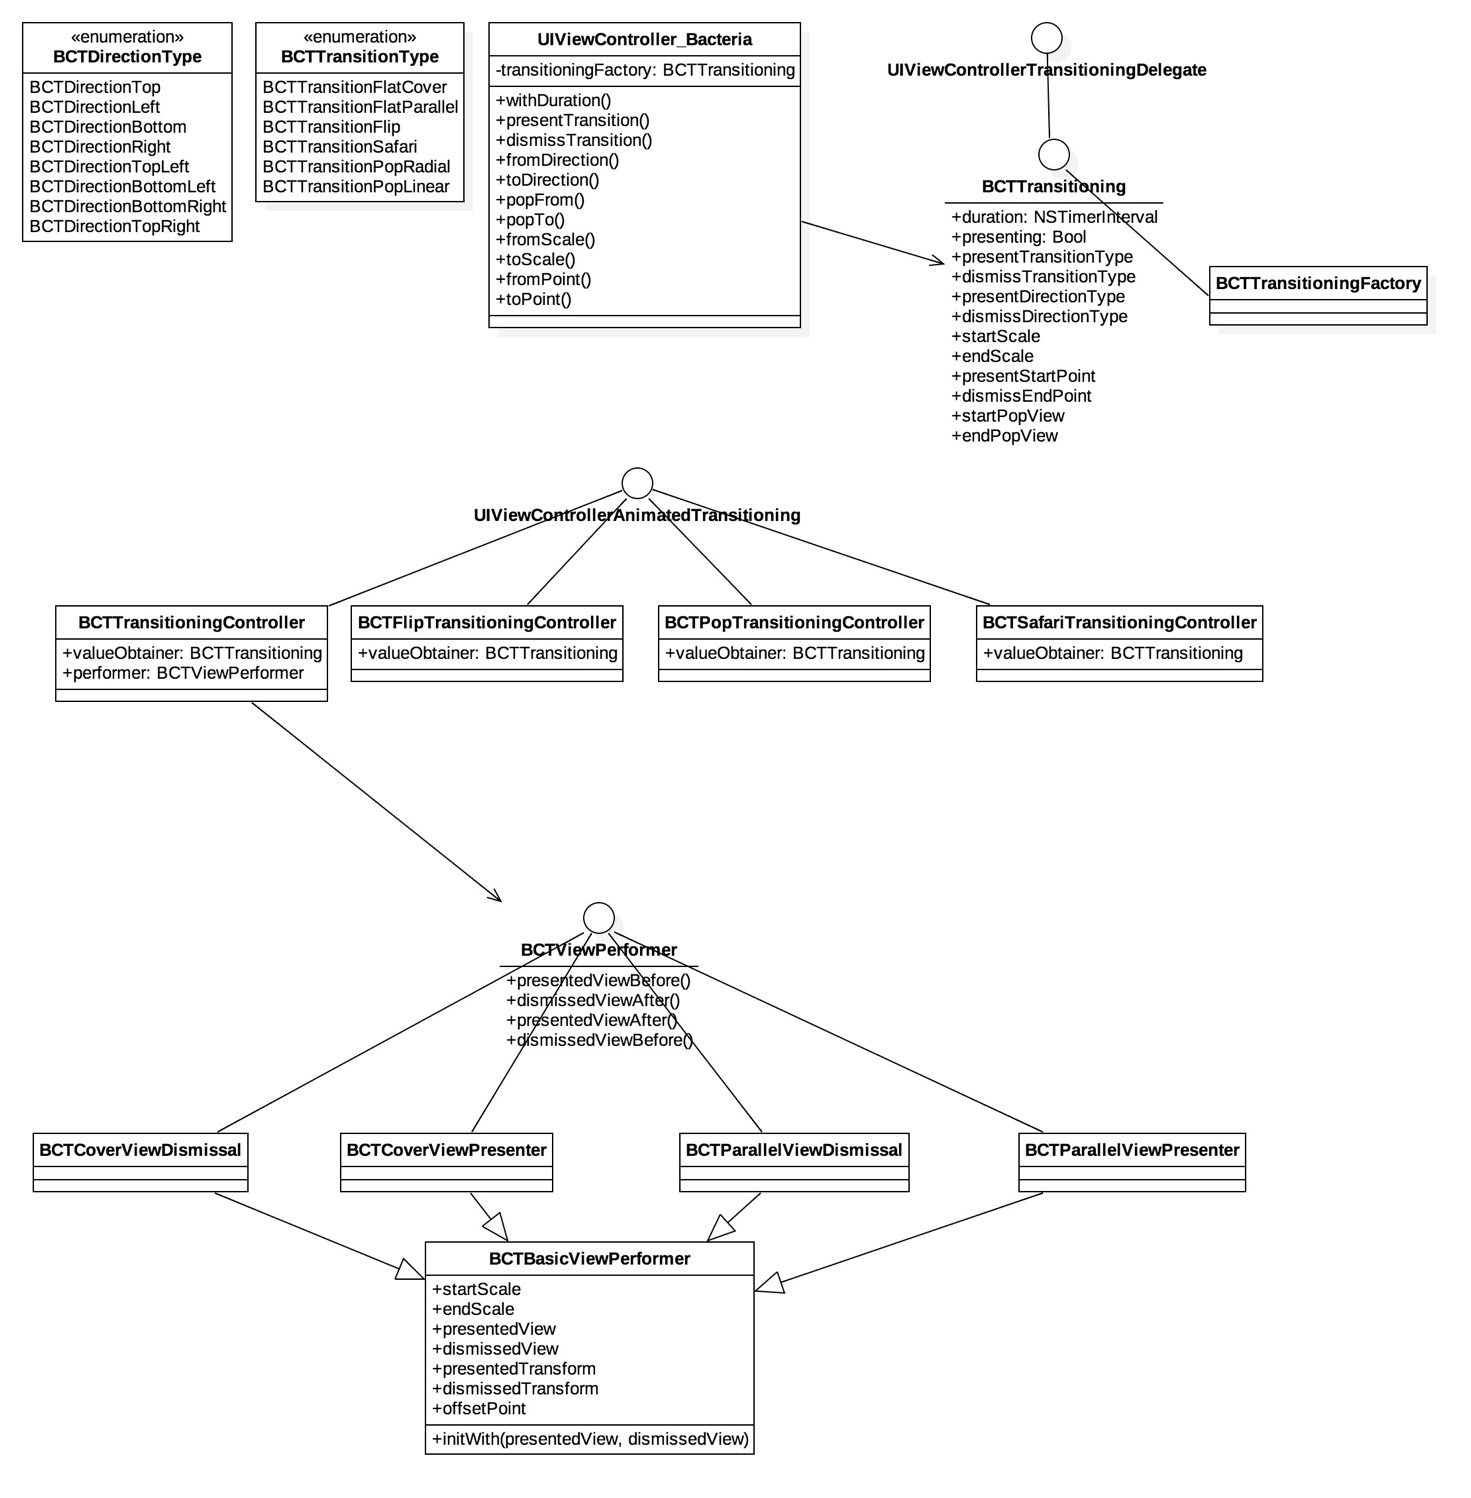 «enumeration»
BCTDirectionType
BCTDirectionTop
BCTDirectionLeft
BCTDirectionBottom
BCTDirectionRight
BCTDirectionTopLeft
BCTDirectionBottomLeft
BCTDirectionBottomRight
BCTDirectionTopRight
«enumeration»
BCTTransitionType
BCTTransitionFlatCover
BCTTransitionFlatParallel
BCTTransitionFlip
BCTTransitionSafari
BCTTransitionPopRadial
BCTTransitionPopLinear
UIViewController_Bacteria
-transitioningFactory: BCTTransitioning
+withDuration()
+presentTransition()
+dismissTransition()
+fromDirection()
+toDirection()
+popFrom()
+popTo()
+fromScale()
+toScale()
+fromPoint()
+toPoint()
UIViewControllerTransitioningDelegate
BCTTransitioning
+duration: NSTimerInterval
+presenting: Bool
+presentTransitionType
+dismissTransitionType
+presentDirectionType
+dismissDirectionType
+startScale
+endScale
+presentStartPoint
+dismissEndPoint
+startPopView
+endPopView
BCTTransitioningFactory
UIViewControllerAnimatedTransitioning
BCTTransitioningController
+valueObtainer: BCTTransitioning
+performer: BCTViewPerformer
BCTFlipTransitioningController
+valueObtainer: BCTTransitioning
BCTPopTransitioningController
+valueObtainer: BCTTransitioning
BCTSafariTransitioningController
+valueObtainer: BCTTransitioning
BCTViewPerformer
+presentedViewBefore()
+dismissedViewAfter()
+presentedViewAfter()
+dismissedViewBefore()
BCTCoverViewDismissal
BCTCoverViewPresenter
BCTParallelViewDismissal
BCTParallelViewPresenter
BCTBasicViewPerformer
+startScale
+endScale
+presentedView
+dismissedView
+presentedTransform
+dismissedTransform
+offsetPoint
+initWith(presentedView, dismissedView)